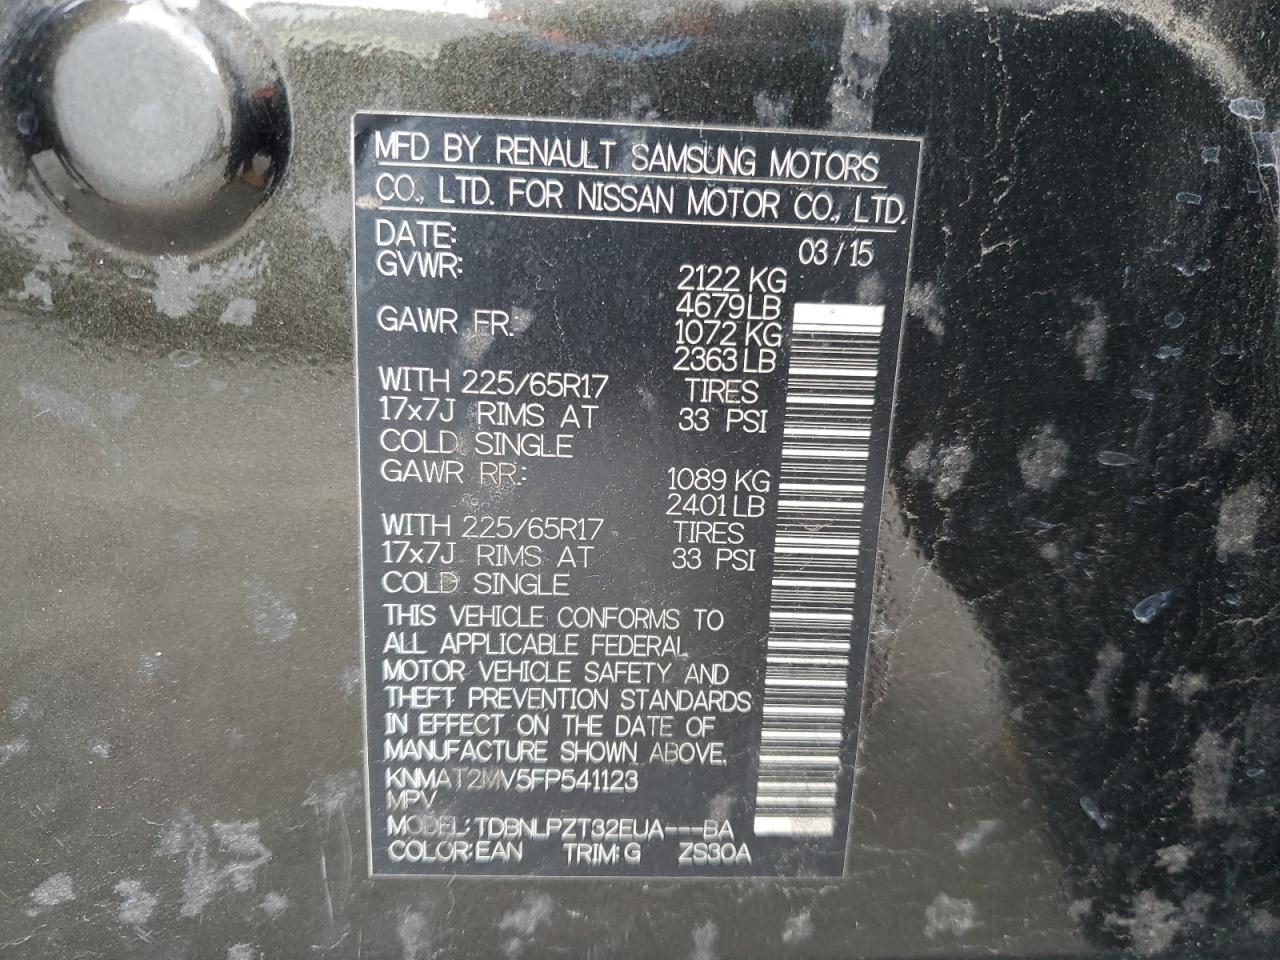 MFD BY RENAULT SAMSUNG MOTORS
CO., LTD. FOR NISSAN MOTOR CO., LTD.
DATE: 03/15
GVWR: 2122 KG
4679LB
GAWR FR.: 1072 KG
2363LB
WITH 225/65R17 TIRES
17x7J RIMS AT 33 PSI
COLD SINGLE
GAWR RR.: 1089 KG
2401LB
WITH 225/65R17 TIRES
17x7J RIMS AT 33 PSI
COLD SINGLE
THIS VEHICLE CONFORMS TO
ALL APPLICABLE FEDERAL
MOTOR VEHICLE SAFETY AND
THEFT PREVENTION STANDARDS
IN EFFECT ON THE DATE OF
MANUFACTURE SHOWN ABOVE.
KNMAT2MV5FP541123
MPV
MODEL: TDBNLPZT32EUA---BA
COLOR:EAN TRIM:G ZS30A